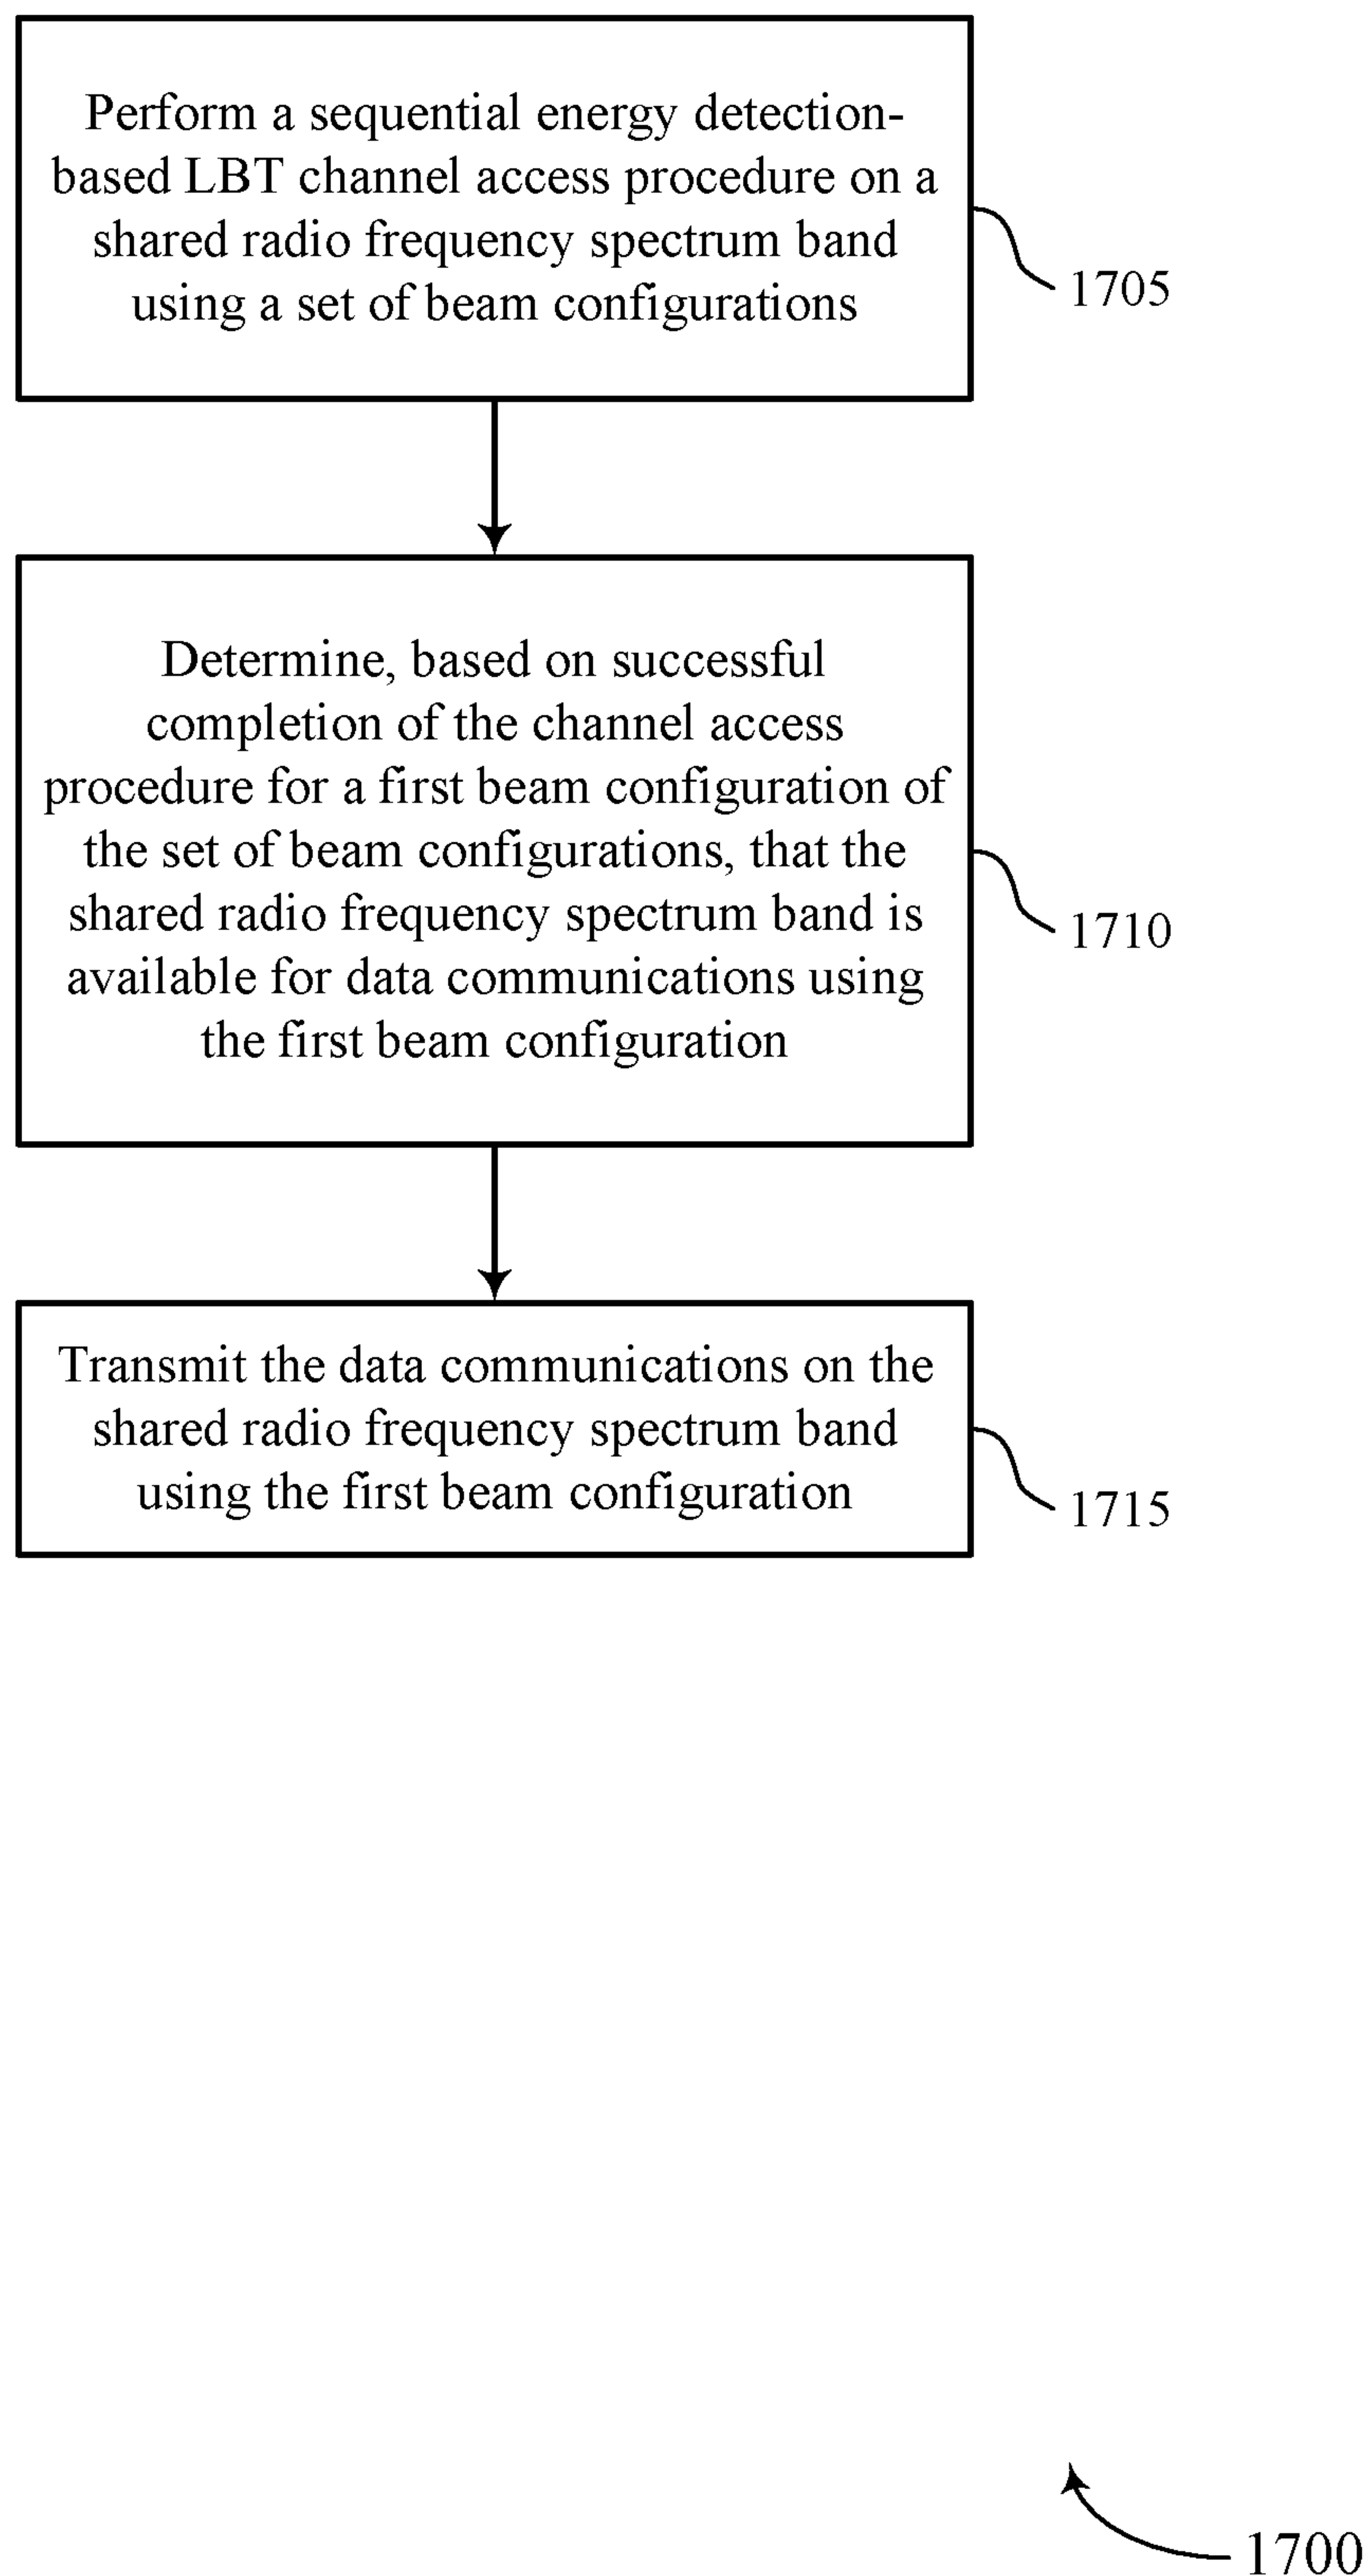 Perform a sequential energy detection-
based LBT channel access procedure on a
shared radio frequency spectrum band
using a set of beam configurations
1705
Determine, based on successful
completion of the channel access
procedure for a first beam configuration of
the set of beam configurations, that the
shared radio frequency spectrum band is
available for data communications using
the first beam configuration
1710
Transmit the data communications on the
shared radio frequency spectrum band
using the first beam configuration
1715
1700